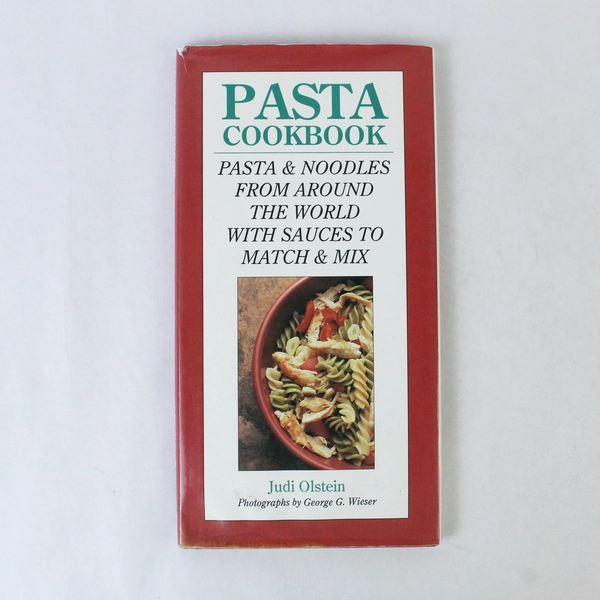 PASTA
COOKBOOK
PASTA & NOODLES
FROM AROUND
THE WORLD
WITH SAUCES TO
MATCH & MIX
Judi Olstein
Photographs by George G. Wieser